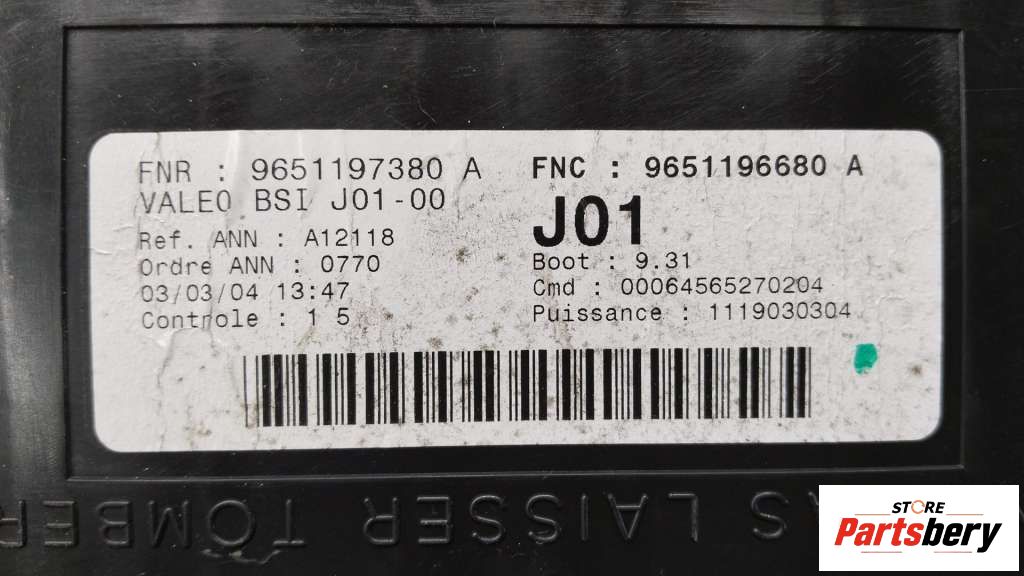 FNR : 9651197380 A
VALEO BSI J01-00
Ref. ANN : A12118
Ordre ANN : 0770
03/03/04 13:47
Controle : 1 5
FNC : 9651196680 A
J01
Boot : 9.31
Cmd : 00064565270204
Puissance : 1119030304
AS LAISSER TOMBER
STORE
Partsbery